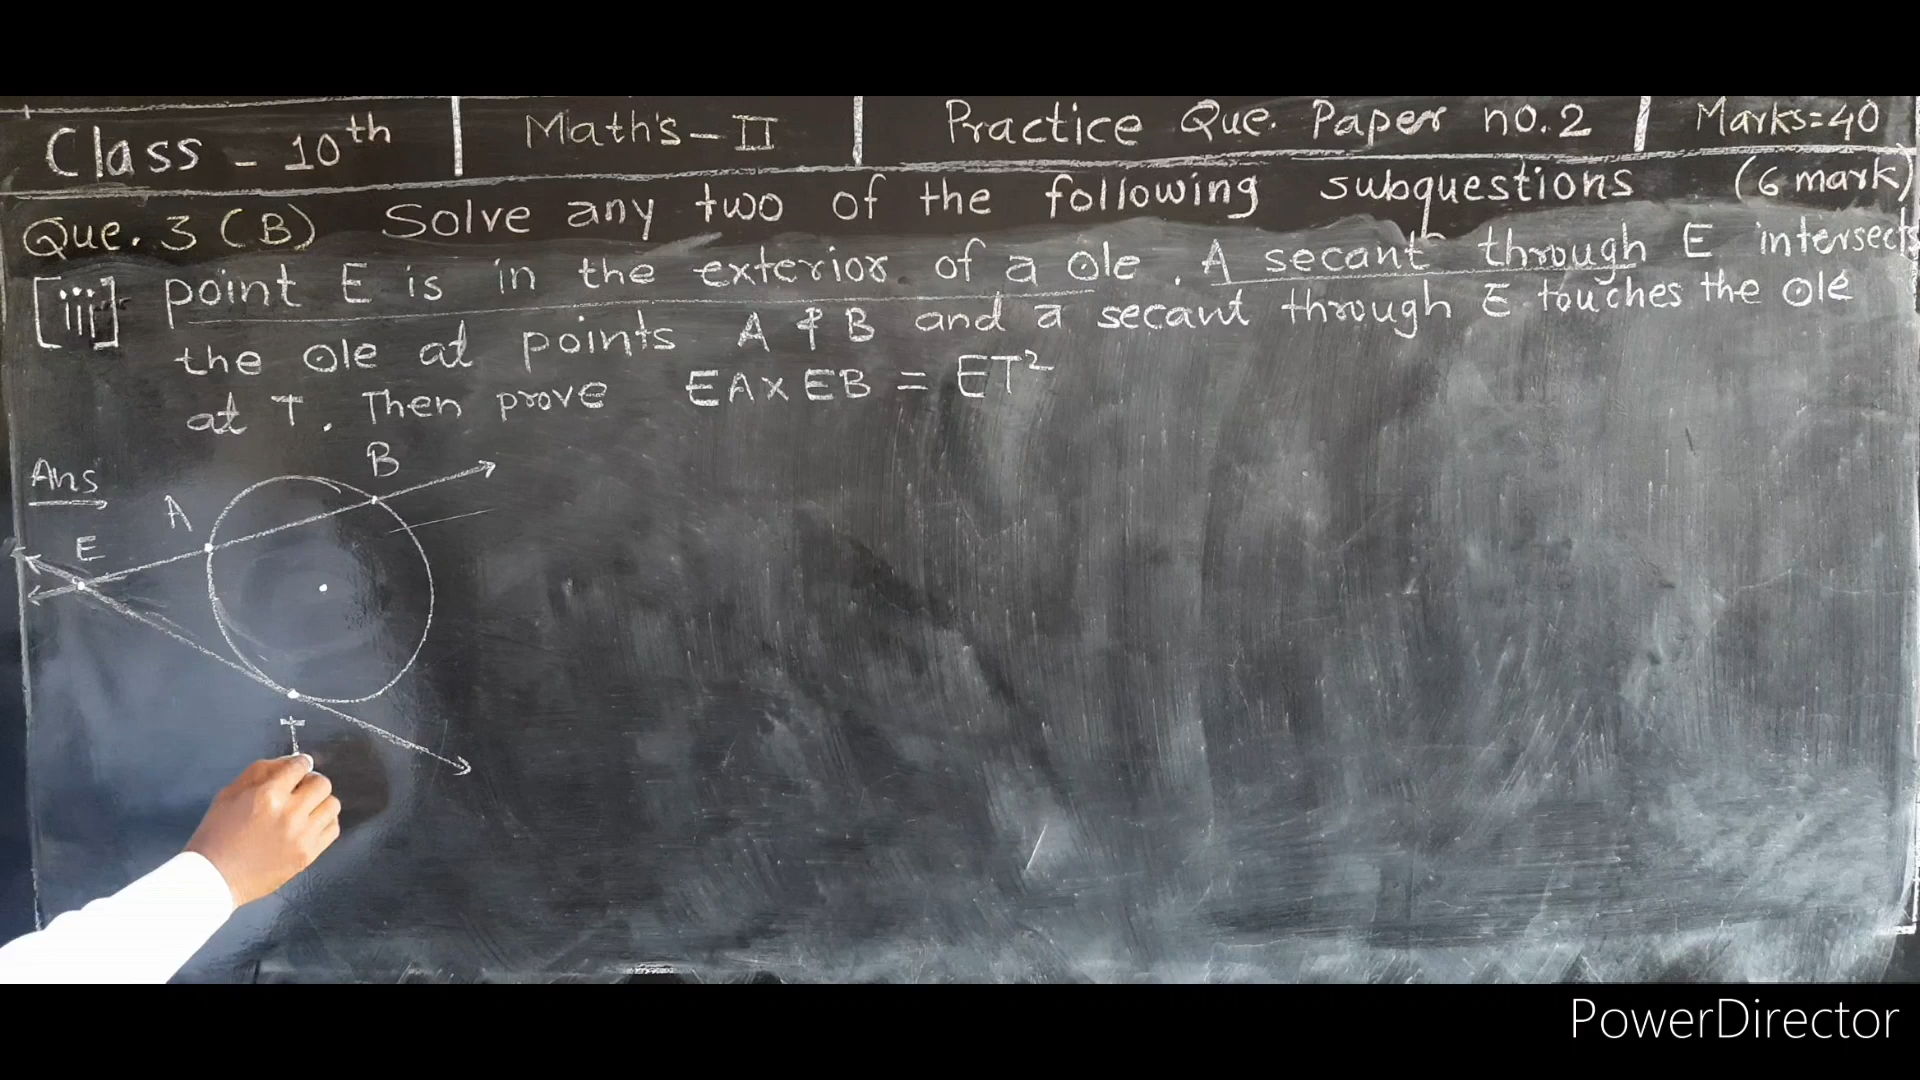 Class - 10th Math's - II Practice Que. Paper no. 2 Marks=40
Que. 3 (B) Solve any two of the following subquestions (6 mark)
[iii] point E is in the exterior of a Ole. A secant through E intersects
the Ole at points A & B and a secant through E touches the Ole
at T. Then prove EA x EB = ET²
Ans
B
A
E
T
PowerDirector